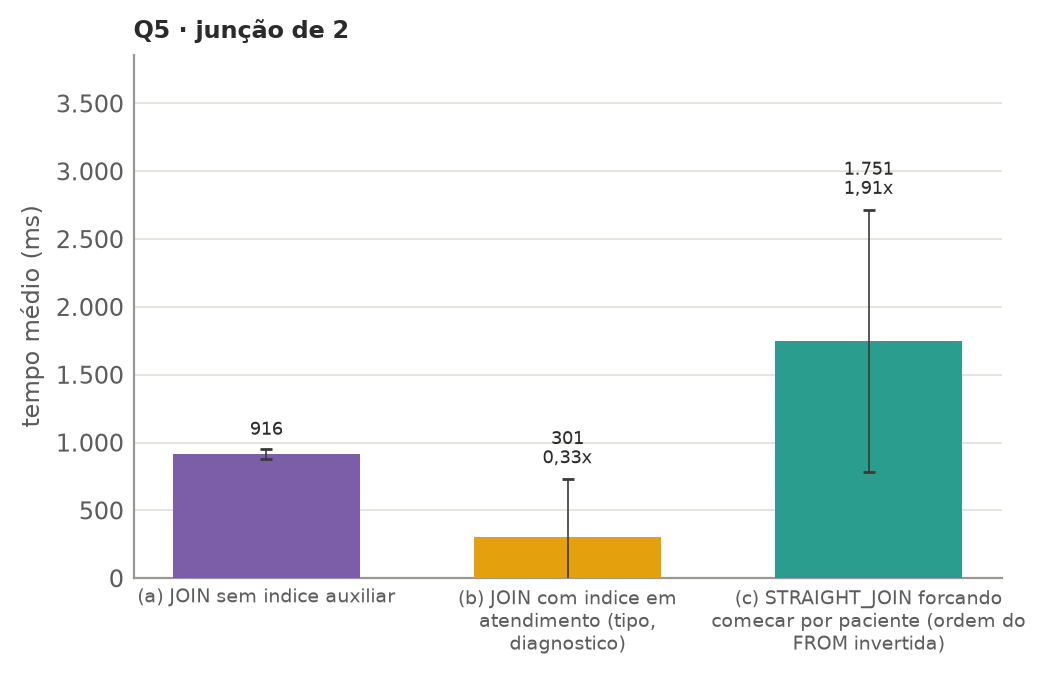 Q5 · junção de 2
tempo médio (ms)
3.500
3.000
2.500
2.000
1.500
1.000
500
0
916
301
0,33x
1.751
1,91x
(a) JOIN sem indice auxiliar
(b) JOIN com indice em
atendimento (tipo,
diagnostico)
(c) STRAIGHT_JOIN forcando
comecar por paciente (ordem do
FROM invertida)